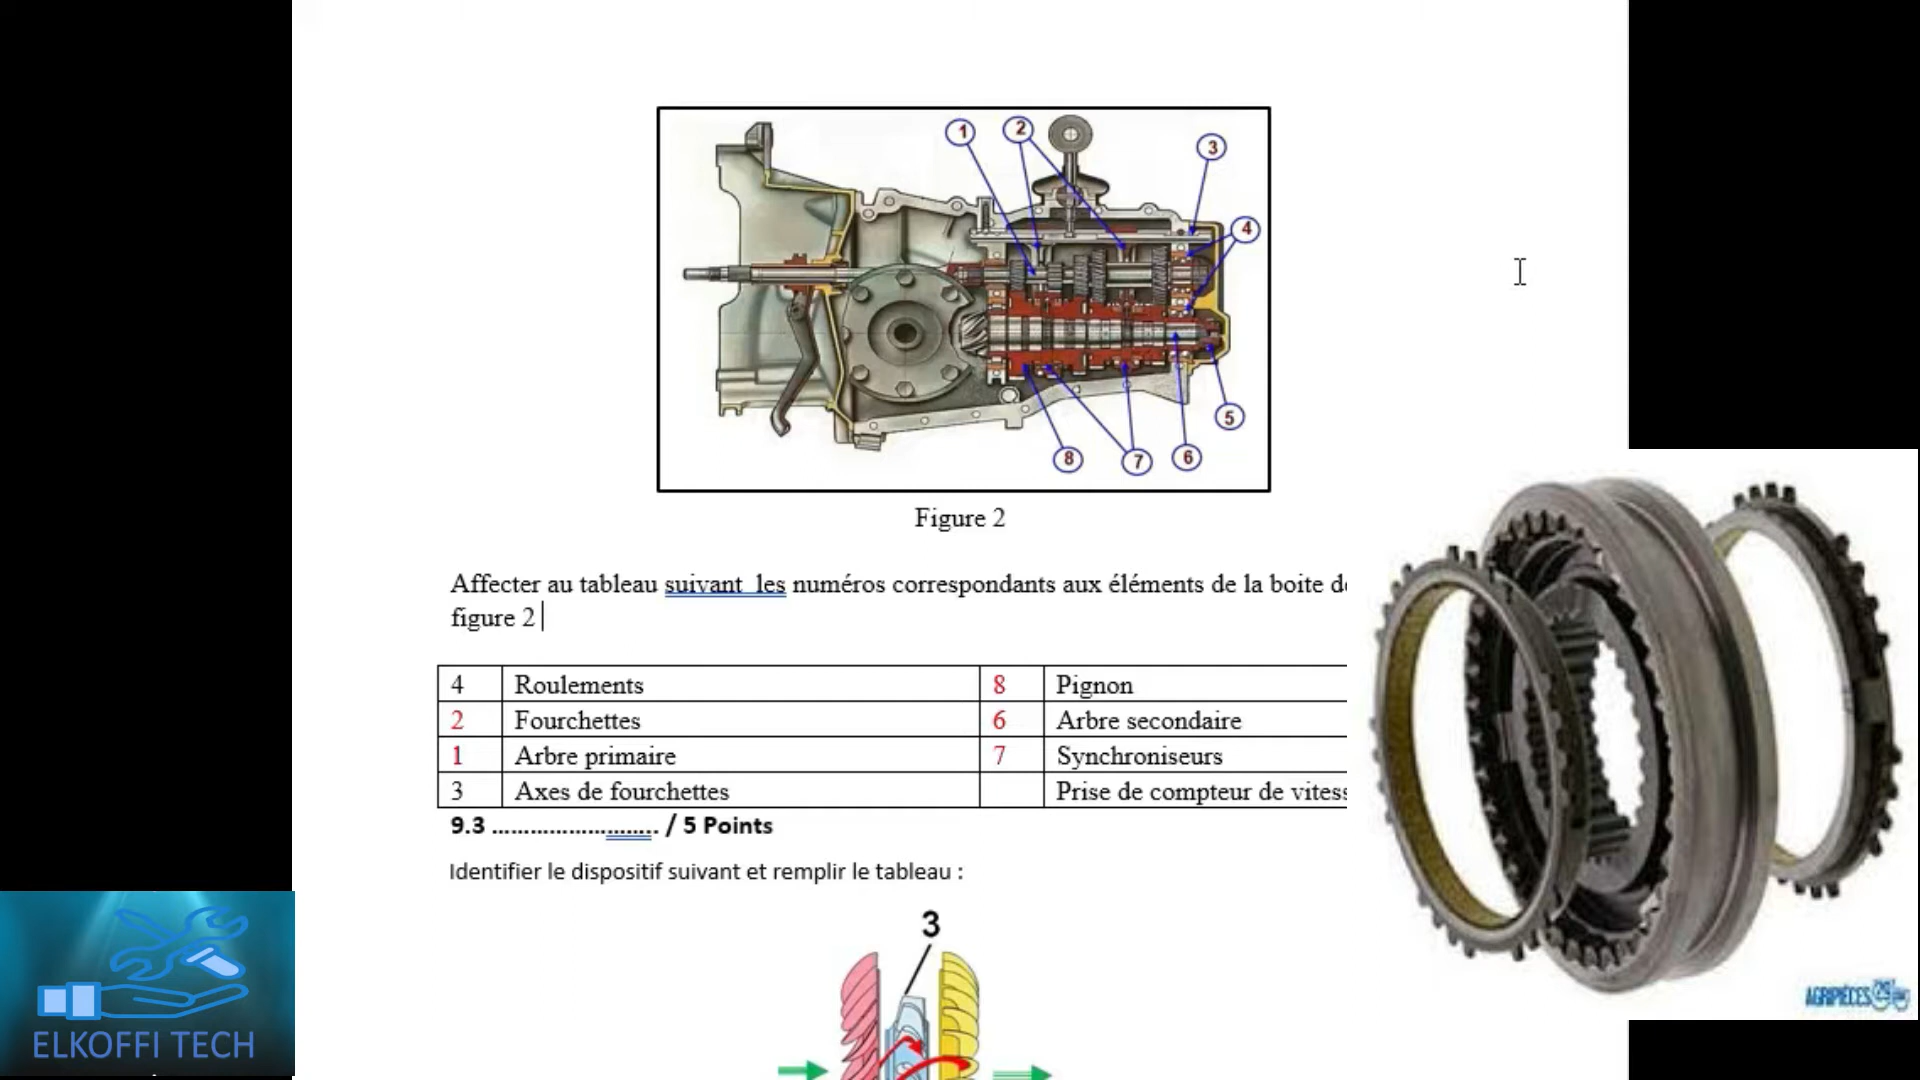 1
2
3
4
5
6
7
8
Figure 2
Affecter au tableau suivant les numéros correspondants aux éléments de la boite
figure 2
4 Roulements 8 Pignon
2 Fourchettes 6 Arbre secondaire
1 Arbre primaire 7 Synchroniseurs
3 Axes de fourchettes Prise de compteur de vitess
9.3 ............................. / 5 Points
Identifier le dispositif suivant et remplir le tableau :
3
AGRIPIÈCES
ELKOFFI TECH